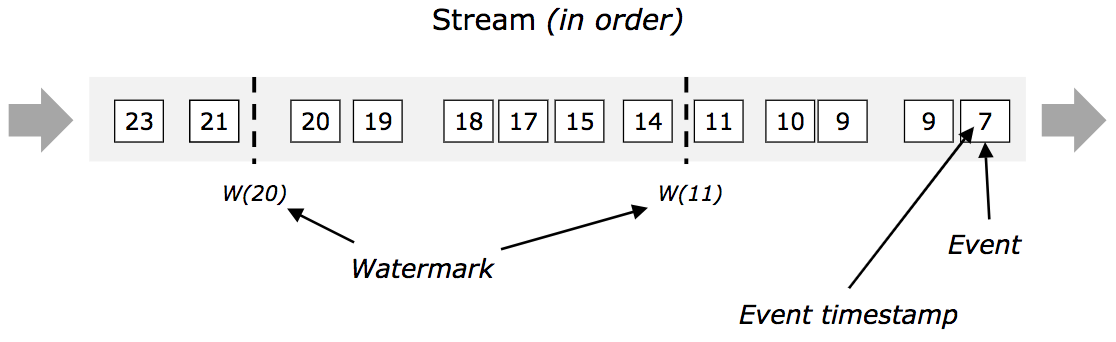 Stream (in order)
23 21 20 19 18 17 15 14 11 10 9 9 7
W(20) W(11)
Event
Watermark
Event timestamp